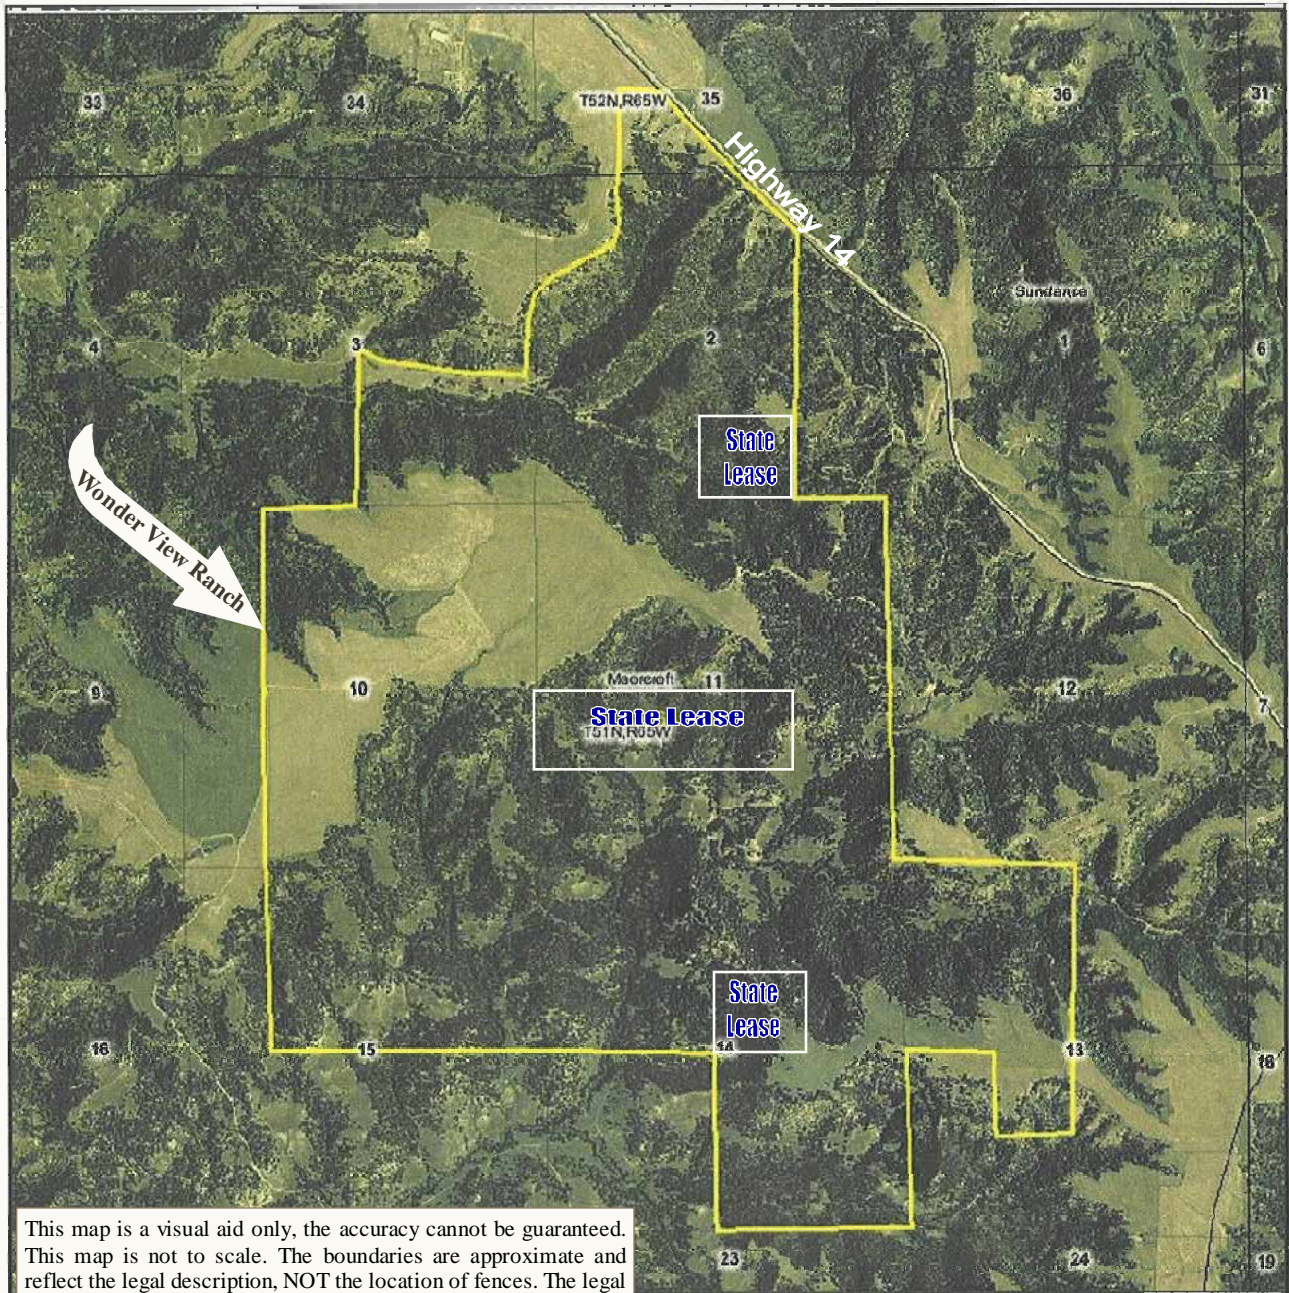 33
34
T52N,R65W
35
36
31
Highway 14
Sundance
4
3
2
1
6
State
Lease
Wonder View Ranch
9
10
Moorcroft
11
State Lease
T51N,R65W
12
7
State
Lease
16
15
14
13
18
This map is a visual aid only, the accuracy cannot be guaranteed.
This map is not to scale. The boundaries are approximate and
reflect the legal description, NOT the location of fences. The legal
23
24
19